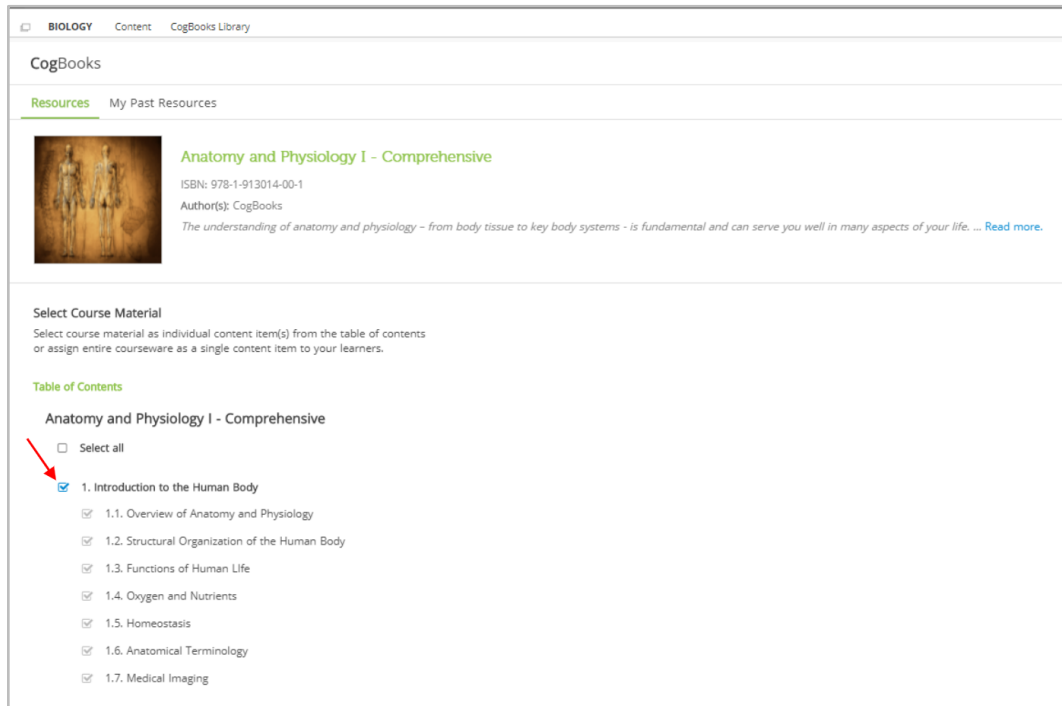 BIOLOGY Content CogBooks Library
CogBooks
Resources My Past Resources
Anatomy and Physiology I - Comprehensive
ISBN: 978-1-913014-00-1
Author(s): CogBooks
The understanding of anatomy and physiology – from body tissue to key body systems - is fundamental and can serve you well in many aspects of your life. ... Read more.
Select Course Material
Select course material as individual content item(s) from the table of contents
or assign entire courseware as a single content item to your learners.
Table of Contents
Anatomy and Physiology I - Comprehensive
Select all
1. Introduction to the Human Body
1.1. Overview of Anatomy and Physiology
1.2. Structural Organization of the Human Body
1.3. Functions of Human LIfe
1.4. Oxygen and Nutrients
1.5. Homeostasis
1.6. Anatomical Terminology
1.7. Medical Imaging